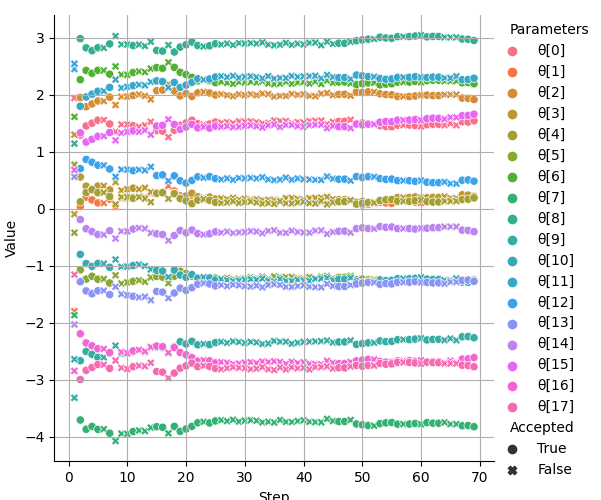 Parameters
θ[0]
θ[1]
θ[2]
θ[3]
θ[4]
θ[5]
θ[6]
θ[7]
θ[8]
θ[9]
θ[10]
θ[11]
θ[12]
θ[13]
θ[14]
θ[15]
θ[16]
θ[17]
Accepted
True
False
Value
3
2
1
0
−1
−2
−3
−4
0
10
20
30
40
50
60
70
Step